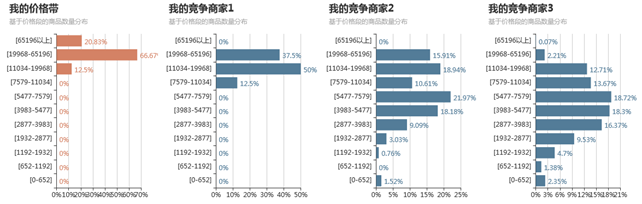 我的价格带
基于价格段的商品数量分布
[65196以上] 20.83%
[19968-65196] 66.67%
[11034-19968] 12.5%
[7579-11034] 0%
[5477-7579] 0%
[3983-5477] 0%
[2877-3983] 0%
[1932-2877] 0%
[1192-1932] 0%
[652-1192] 0%
[0-652] 0%
0% 10% 20% 30% 40% 50% 60% 70%
我的竞争商家1
基于价格段的商品数量分布
[65196以上] 0%
[19968-65196] 37.5%
[11034-19968] 50%
[7579-11034] 12.5%
[5477-7579] 0%
[3983-5477] 0%
[2877-3983] 0%
[1932-2877] 0%
[1192-1932] 0%
[652-1192] 0%
[0-652] 0%
0% 10% 20% 30% 40% 50%
我的竞争商家2
基于价格段的商品数量分布
[65196以上] 0%
[19968-65196] 15.91%
[11034-19968] 18.94%
[7579-11034] 10.61%
[5477-7579] 21.97%
[3983-5477] 18.18%
[2877-3983] 9.09%
[1932-2877] 3.03%
[1192-1932] 0.76%
[652-1192] 0%
[0-652] 1.52%
0% 5% 10% 15% 20% 25%
我的竞争商家3
基于价格段的商品数量分布
[65196以上] 0.07%
[19968-65196] 2.21%
[11034-19968] 12.71%
[7579-11034] 13.67%
[5477-7579] 18.72%
[3983-5477] 18.3%
[2877-3983] 16.37%
[1932-2877] 9.53%
[1192-1932] 4.7%
[652-1192] 1.38%
[0-652] 2.35%
0% 3% 6% 9% 12% 15% 18% 21%